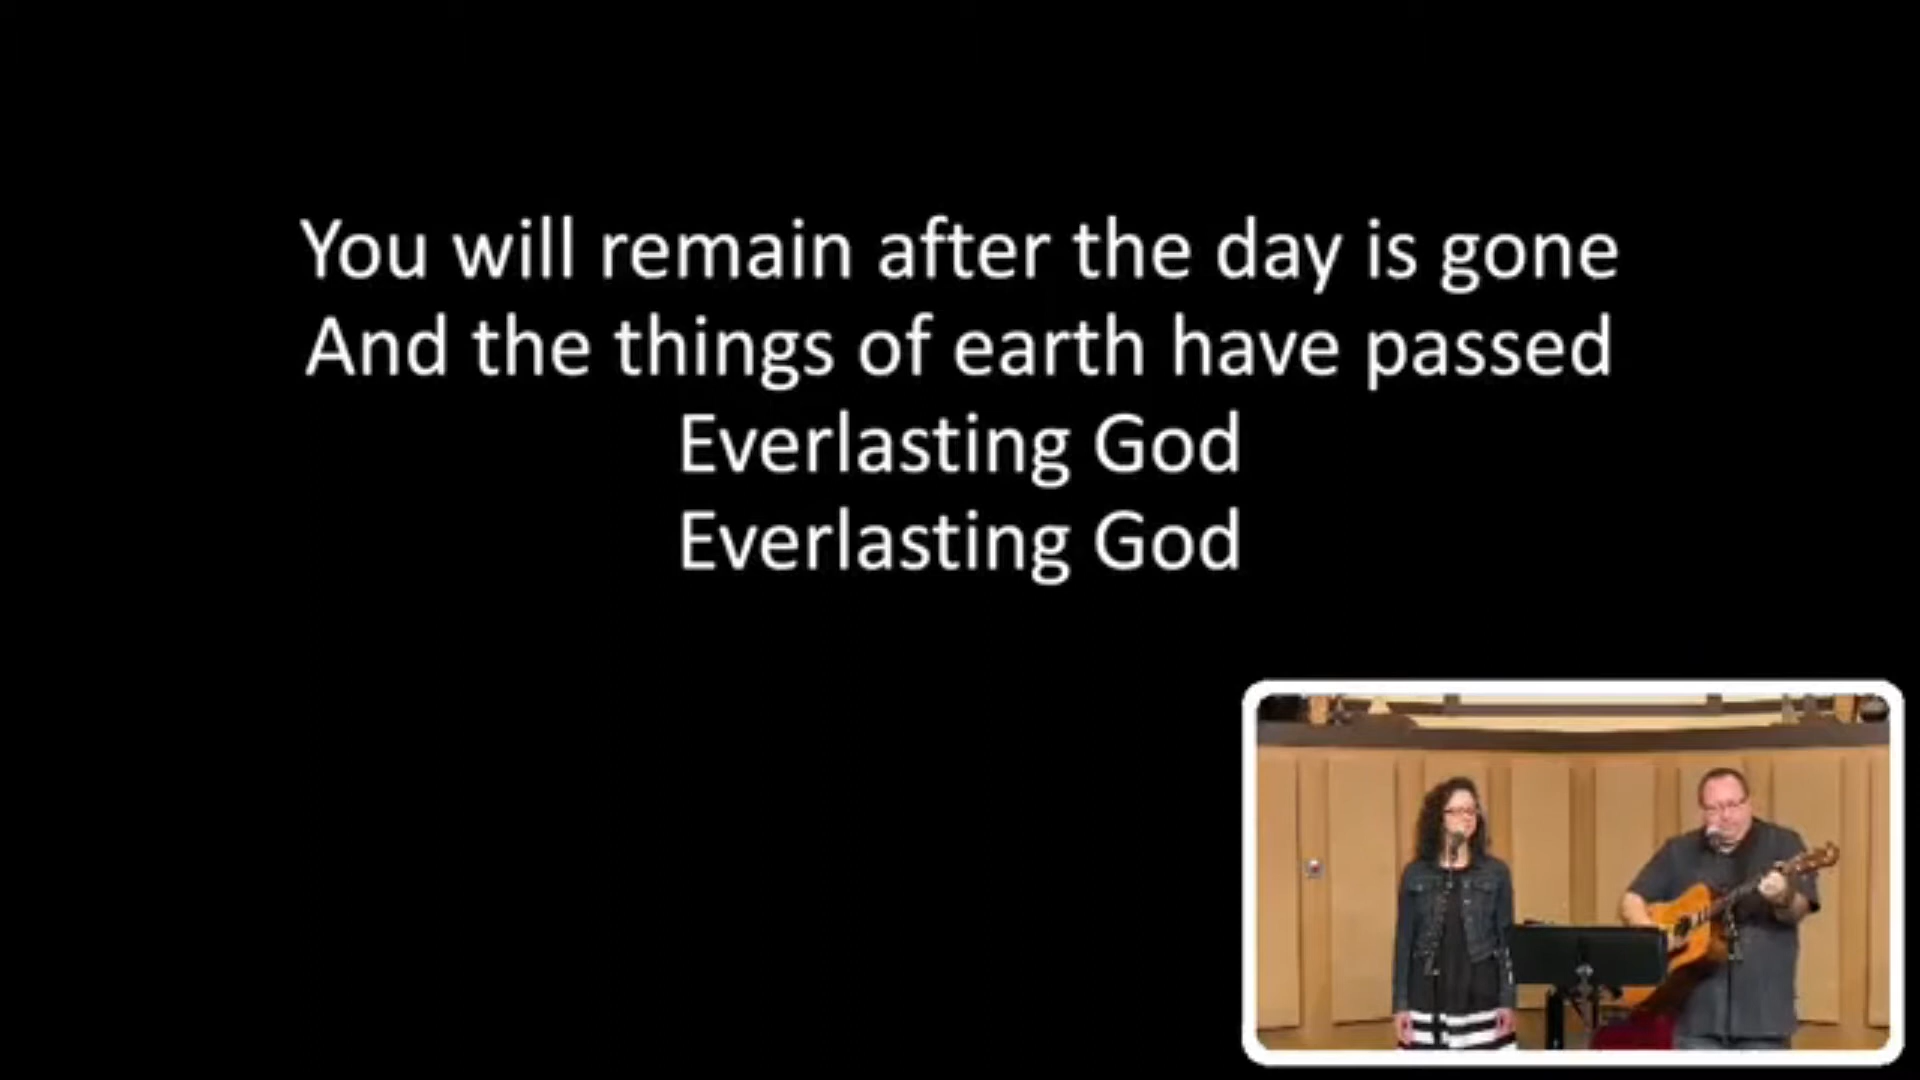 You will remain after the day is gone
And the things of earth have passed
Everlasting God
Everlasting God